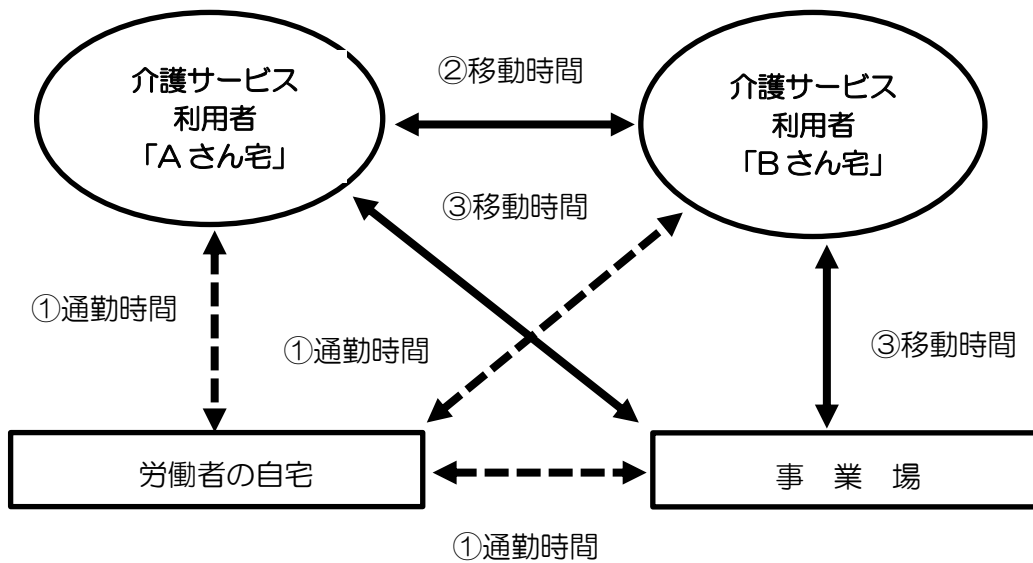 介護サービス
利用者
「Aさん宅」
②移動時間
介護サービス
利用者
「Bさん宅」
③移動時間
①通勤時間
①通勤時間
③移動時間
労働者の自宅
事　業　場
①通勤時間